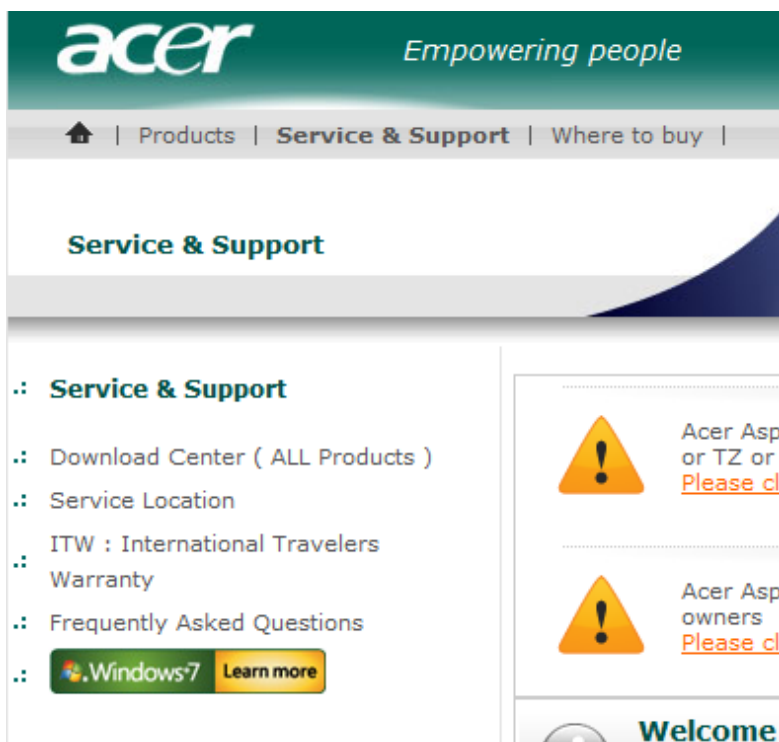 acer
Empowering people
| Products | Service & Support | Where to buy |
Service & Support
.: Service & Support
.: Download Center ( ALL Products )
.: Service Location
.: ITW : International Travelers
Warranty
.: Frequently Asked Questions
.: Windows 7 Learn more
Acer Asp
or TZ or
Please cl
Acer Asp
owners
Please cl
Welcome